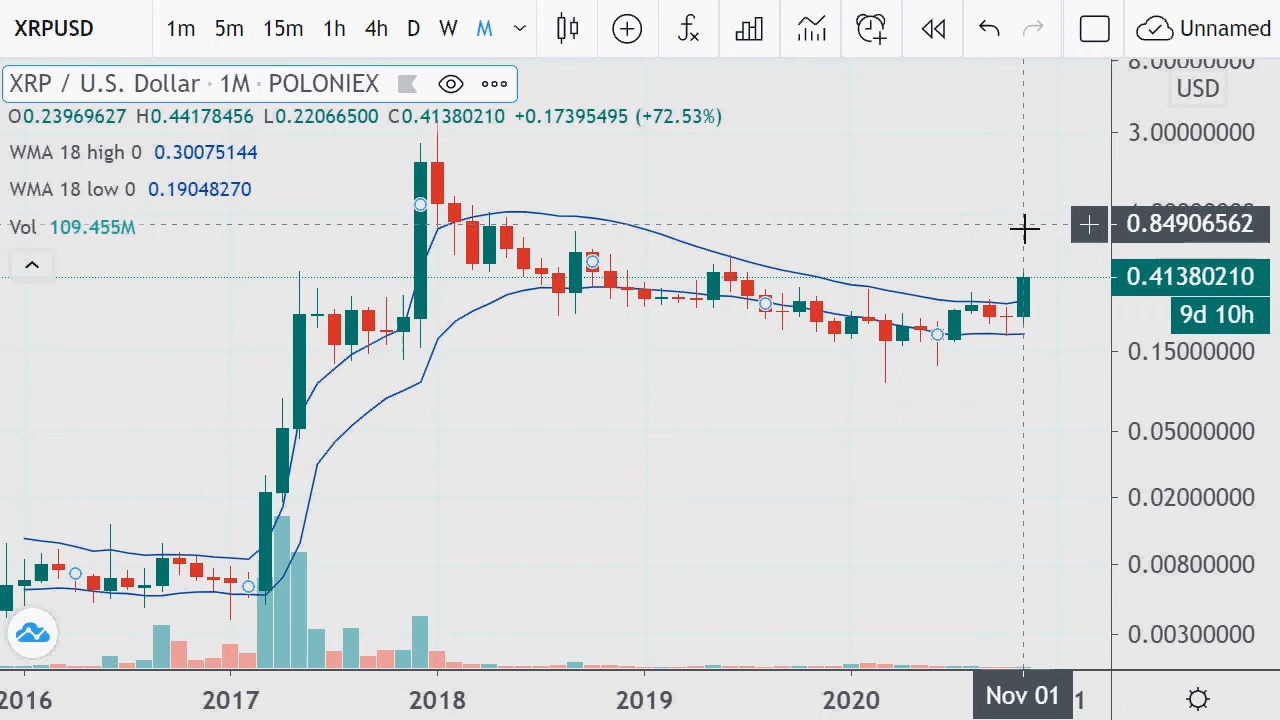 XRPUSD 1m 5m 15m 1h 4h D W M Unnamed
XRP / U.S. Dollar · 1M · POLONIEX
O0.23969627 H0.44178456 L0.22066500 C0.41380210 +0.17395495 (+72.53%)
WMA 18 high 0 0.30075144
WMA 18 low 0 0.19048270
Vol 109.455M
8.00000000
USD
3.00000000
0.84906562
0.41380210
9d 10h
0.15000000
0.05000000
0.02000000
0.00800000
0.00300000
2016 2017 2018 2019 2020 Nov 01